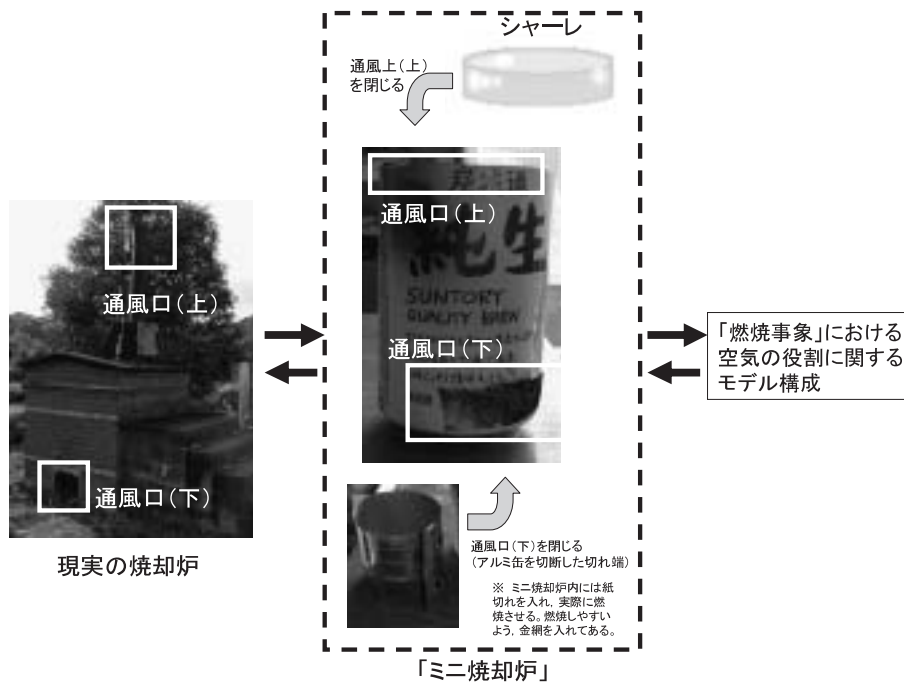 シャーレ
通風上(上)
を閉じる
通風口(上)
純生
SUNTORY
QUALITY BREW
通風口(下)
通風口(上)
通風口(下)
現実の焼却炉
通風口(下)を閉じる
(アルミ缶を切断した切れ端)
※ ミニ焼却炉内には紙
切れを入れ，実際に燃
焼させる。燃焼しやすい
よう，金網を入れてある。
「ミニ焼却炉」
「燃焼事象」における
空気の役割に関する
モデル構成